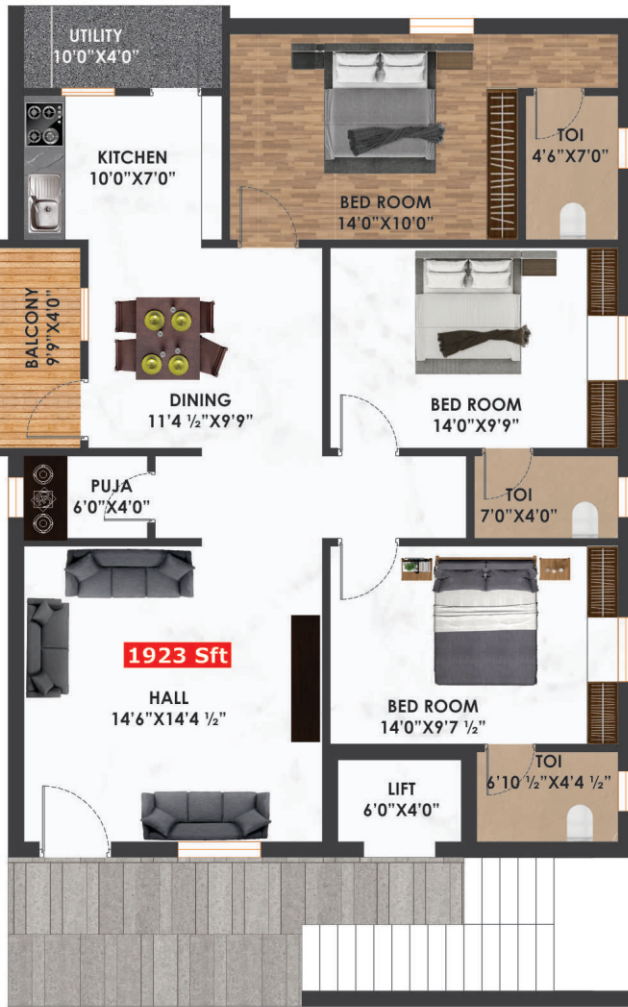 UTILITY
10'0"X4'0"
KITCHEN
10'0"X7'0"
BED ROOM
14'0"X10'0"
TOI
4'6"X7'0"
BALCONY
9'9"X4'0"
DINING
11'4 ½"X9'9"
BED ROOM
14'0"X9'9"
PUJA
6'0"X4'0"
TOI
7'0"X4'0"
1923 Sft
HALL
14'6"X14'4 ½"
BED ROOM
14'0"X9'7 ½"
LIFT
6'0"X4'0"
TOI
6'10 ½"X4'4 ½"